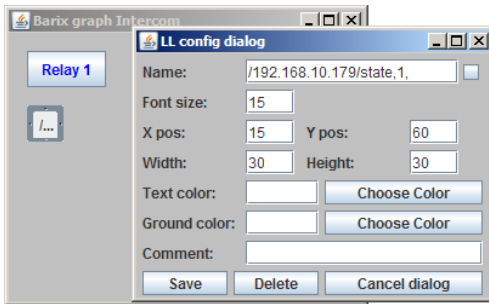 Barix graph Intercom
LL config dialog
Relay 1
/...
Name: /192.168.10.179/state,1,
Font size: 15
X pos: 15 Y pos: 60
Width: 30 Height: 30
Text color: Choose Color
Ground color: Choose Color
Comment:
Save Delete Cancel dialog